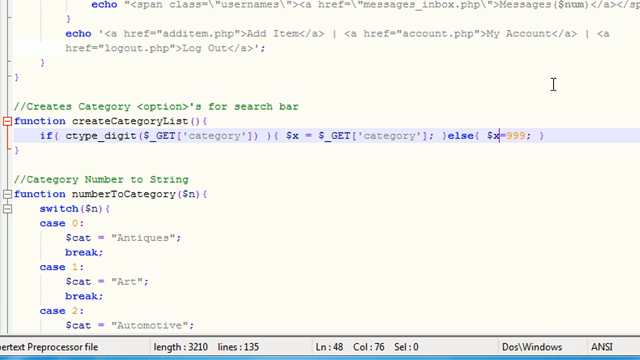 echo "<span class=\"usernames\"><a href=\"messages_inbox.php\">Messages($num)</a></sp
}
echo '<a href="additem.php">Add Item</a> | <a href="account.php">My Account</a> | <a
href="logout.php">Log Out</a>';
}
}
//Creates Category <option>'s for search bar
function createCategoryList(){
if( ctype_digit($_GET['category']) ){ $x = $_GET['category']; }else{ $x=999; }
}
//Category Number to String
function numberToCategory($n){
switch($n){
case 0:
$cat = "Antiques";
break;
case 1:
$cat = "Art";
break;
case 2:
$cat = "Automotive";
pertext Preprocessor file length : 3210 lines : 135 Ln : 48 Col : 76 Sel : 0 Dos\Windows ANSI